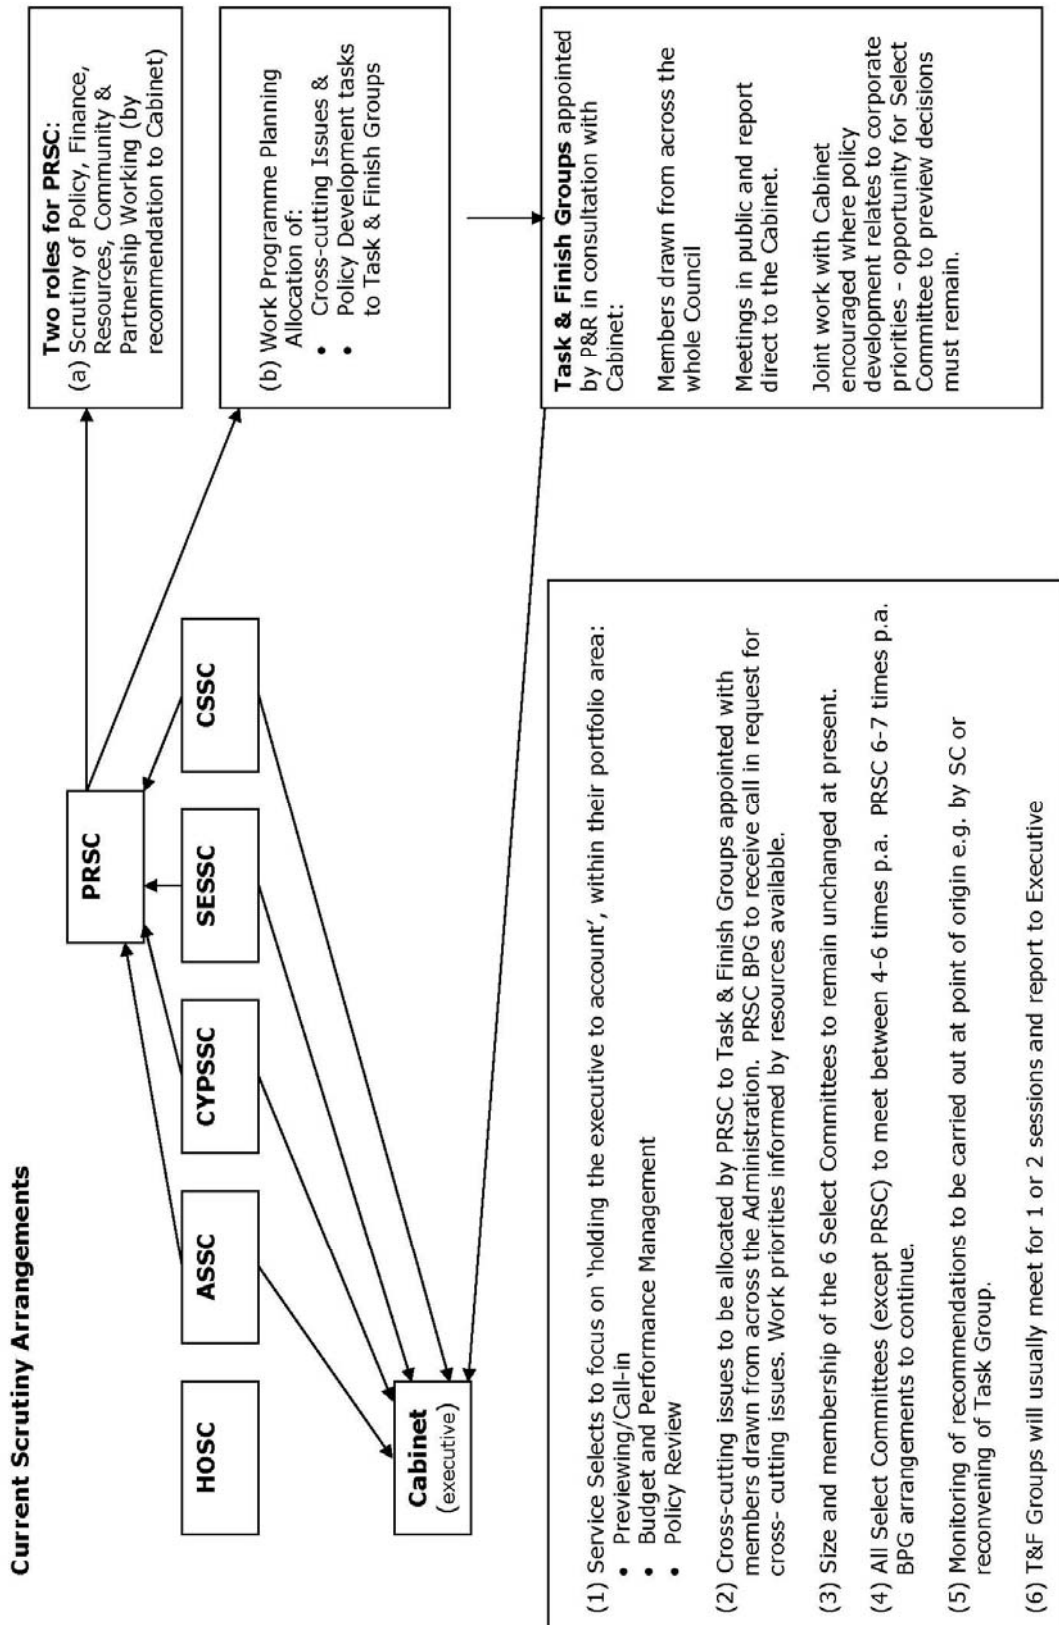 Current Scrutiny Arrangements
PRSC
HOSC
ASSC
CYPSSC
SESSC
CSSC
Cabinet
(executive)
Two roles for PRSC:
(a) Scrutiny of Policy, Finance,
Resources, Community &
Partnership Working (by
recommendation to Cabinet)
(b) Work Programme Planning
Allocation of:
• Cross-cutting Issues &
• Policy Development tasks
to Task & Finish Groups
Task & Finish Groups appointed
by P&R in consultation with
Cabinet:
Members drawn from across the
whole Council
Meetings in public and report
direct to the Cabinet.
Joint work with Cabinet
encouraged where policy
development relates to corporate
priorities - opportunity for Select
Committee to preview decisions
must remain.
(1) Service Selects to focus on ‘holding the executive to account’, within their portfolio area:
• Previewing/Call-in
• Budget and Performance Management
• Policy Review
(2) Cross-cutting issues to be allocated by PRSC to Task & Finish Groups appointed with
members drawn from across the Administration. PRSC BPG to receive call in request for
cross- cutting issues. Work priorities informed by resources available.
(3) Size and membership of the 6 Select Committees to remain unchanged at present.
(4) All Select Committees (except PRSC) to meet between 4-6 times p.a. PRSC 6-7 times p.a.
BPG arrangements to continue.
(5) Monitoring of recommendations to be carried out at point of origin e.g. by SC or
reconvening of Task Group.
(6) T&F Groups will usually meet for 1 or 2 sessions and report to Executive